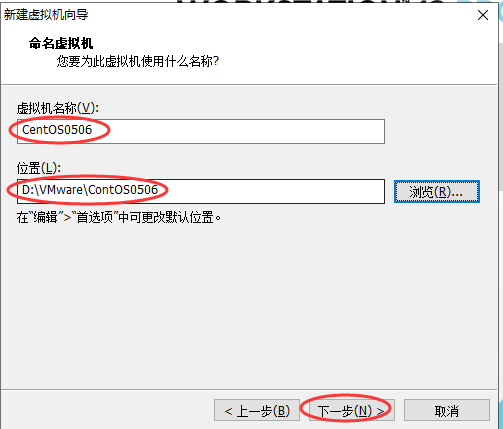 新建虚拟机向导
命名虚拟机
您要为此虚拟机使用什么名称?
虚拟机名称(V):
CentOS0506
位置(L):
D:\VMware\ContOS0506
浏览(R)...
在“编辑”>“首选项”中可更改默认位置。
< 上一步(B)
下一步(N) >
取消